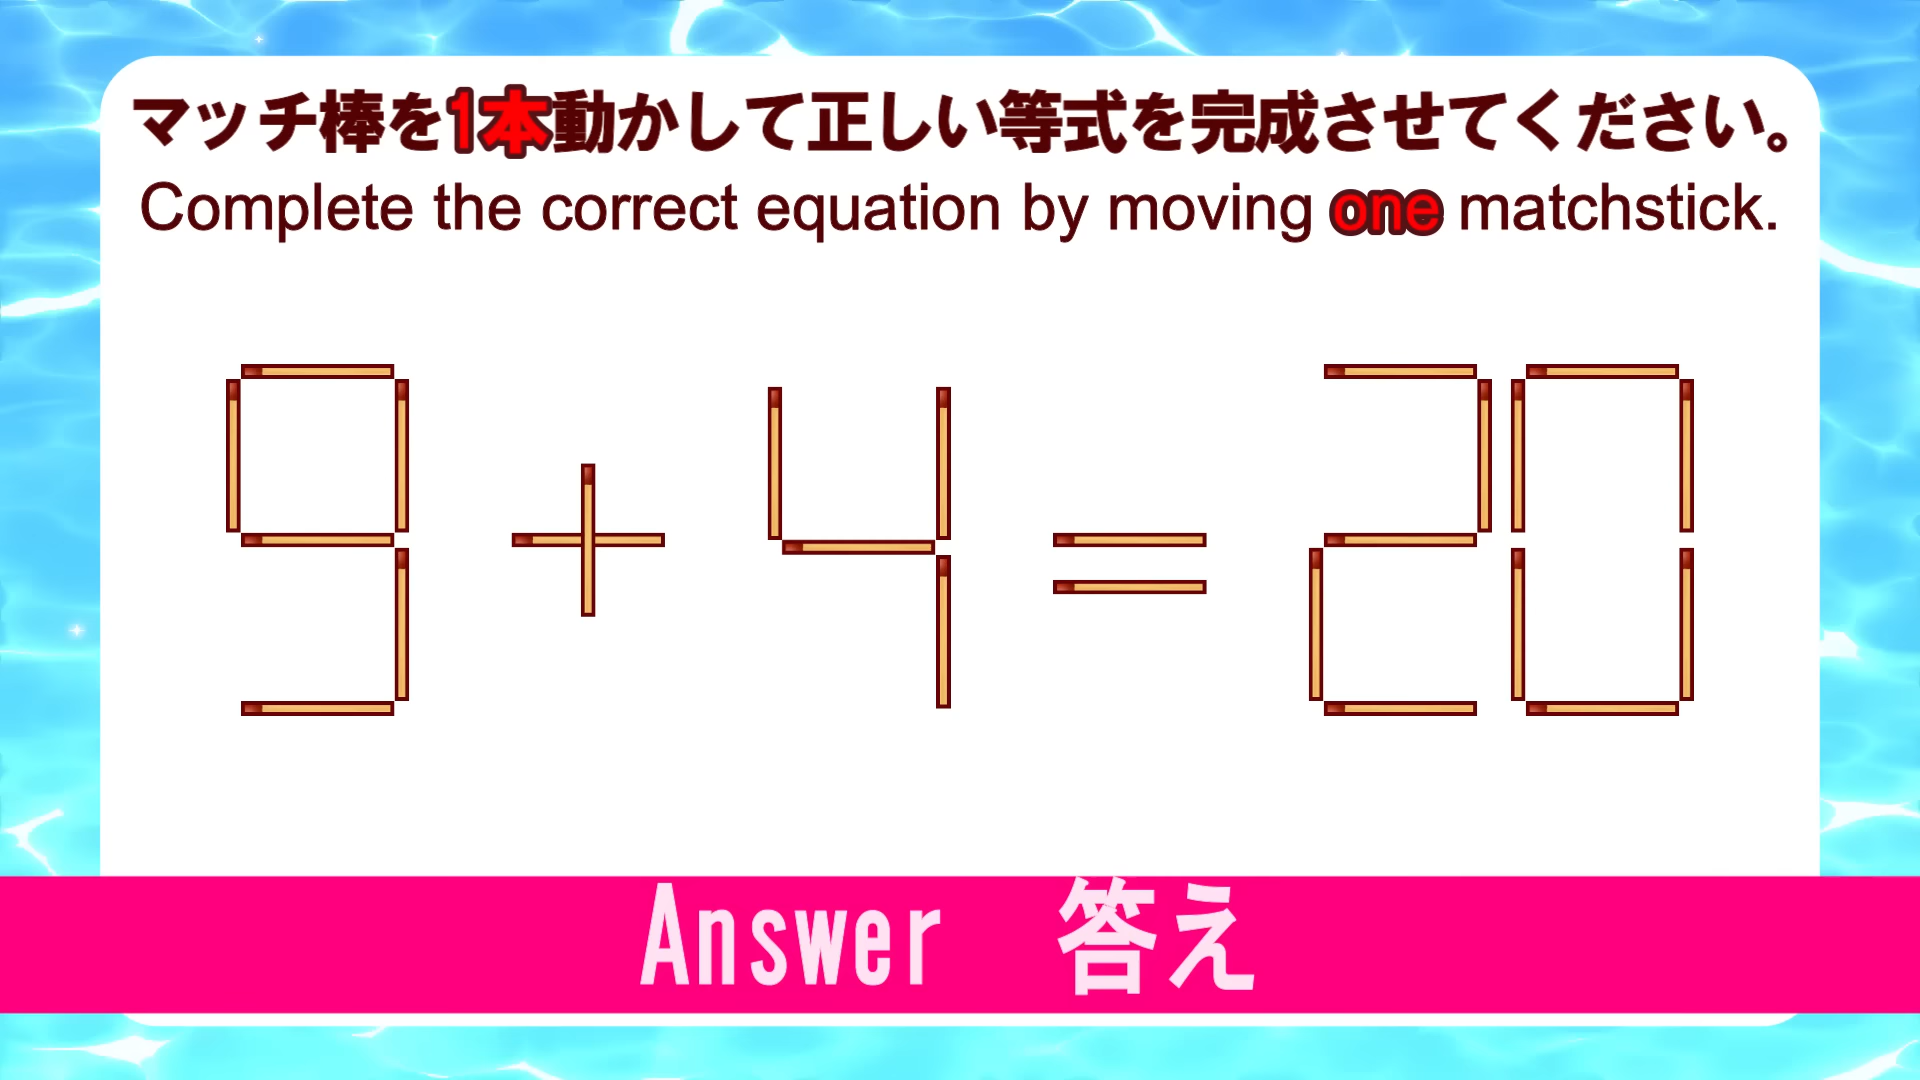 マッチ棒を1本動かして正しい等式を完成させてください。
Complete the correct equation by moving one matchstick.
9 + 4 = 20
Answer 答え